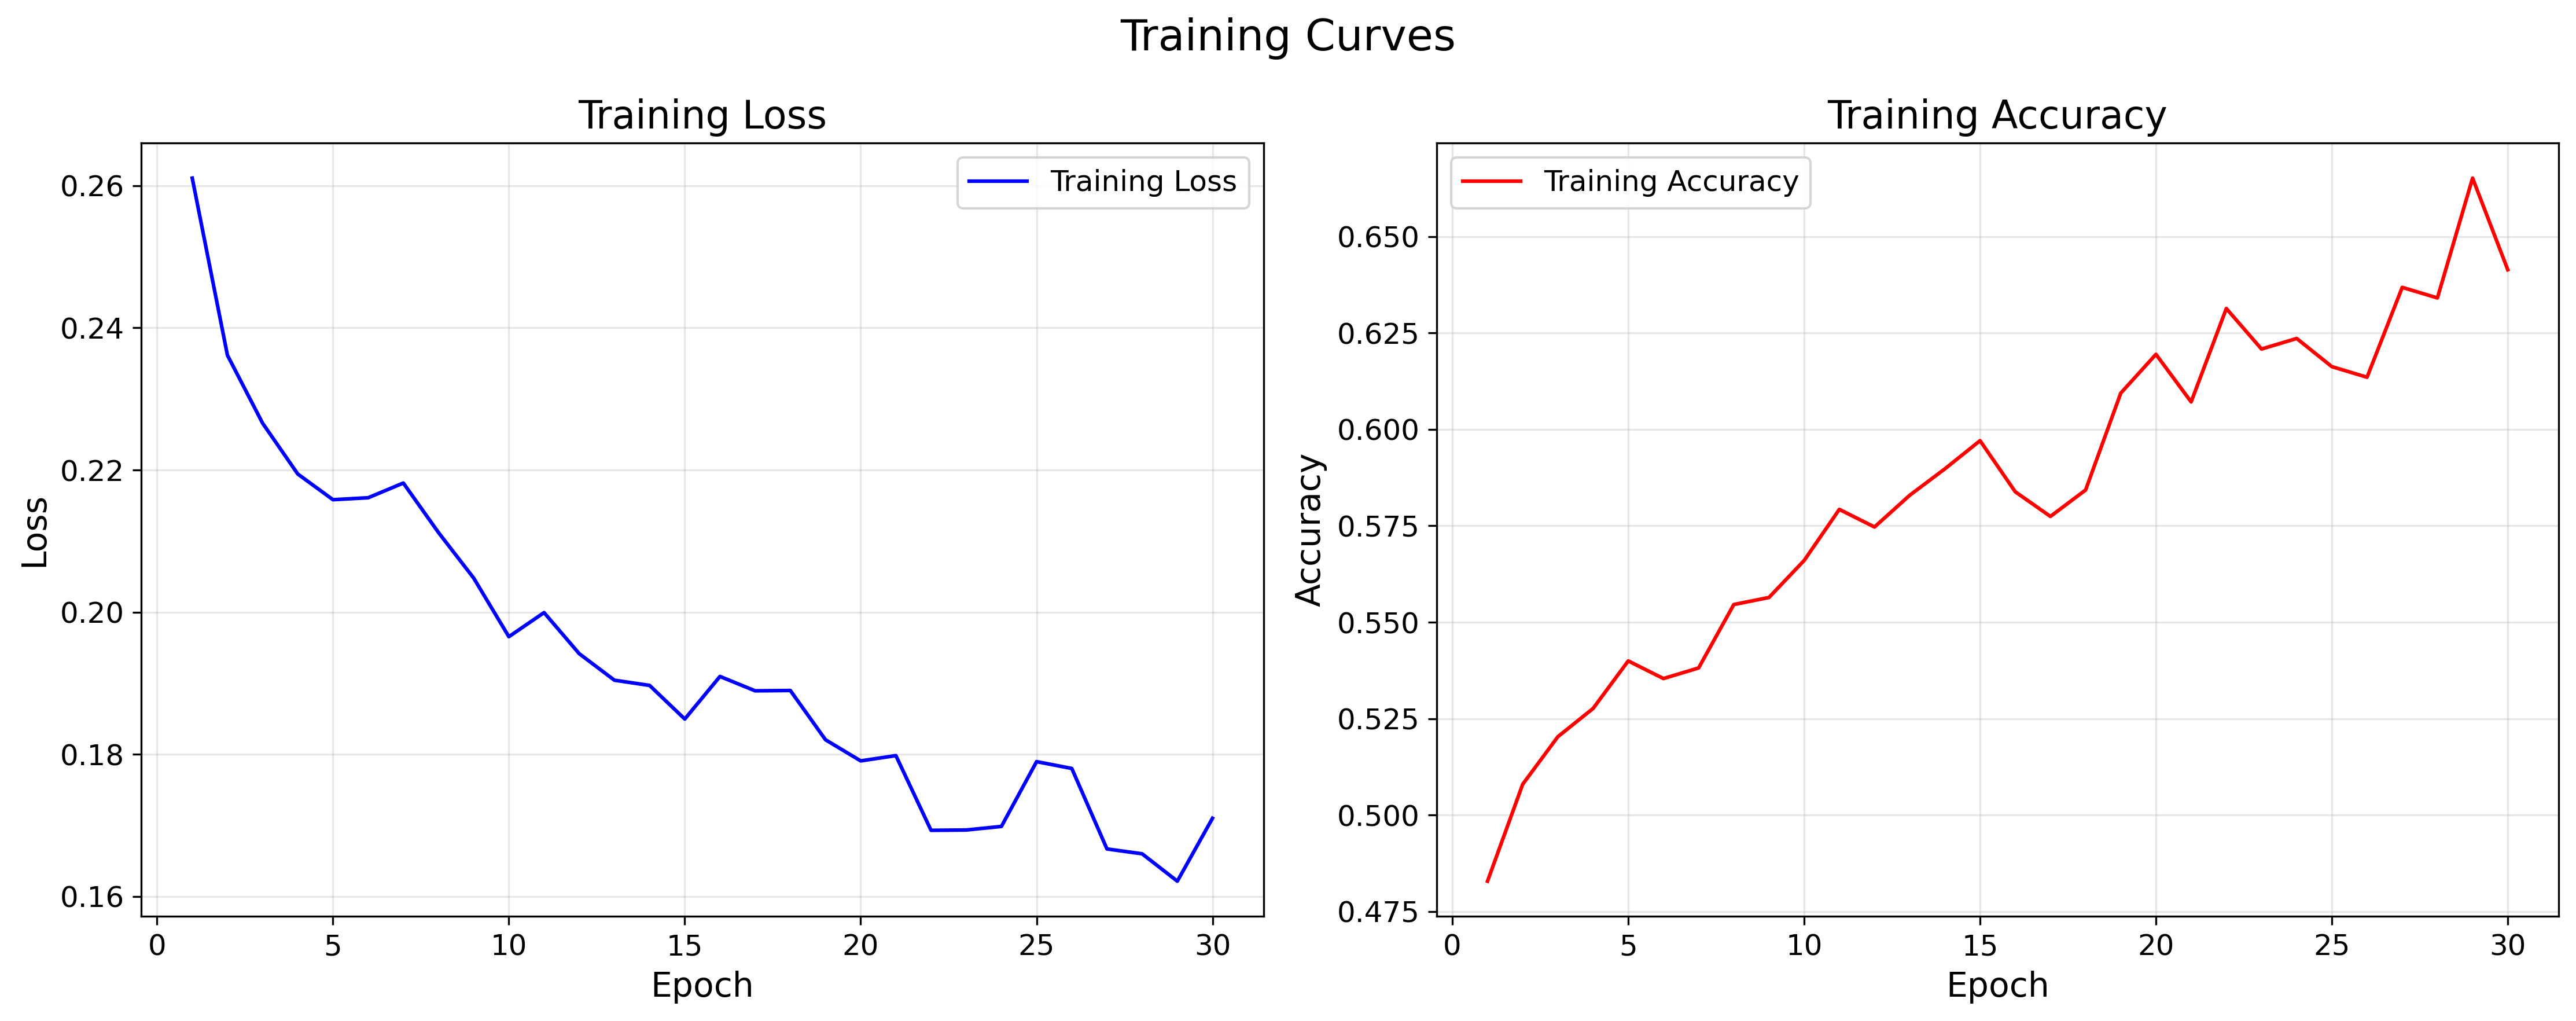 Training Curves
Training Loss
0.26
0.24
0.22
0.20
0.18
0.16
Loss
Training Loss
0 5 10 15 20 25 30
Epoch
Training Accuracy
0.650
0.625
0.600
0.575
0.550
0.525
0.500
0.475
Accuracy
Training Accuracy
0 5 10 15 20 25 30
Epoch